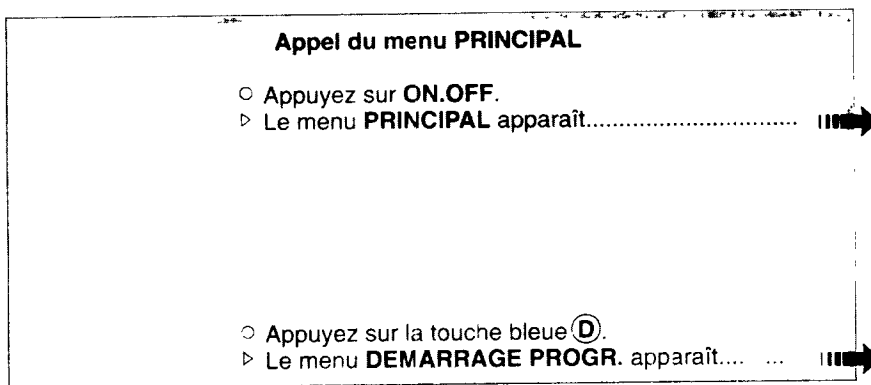 Appel du menu PRINCIPAL
○ Appuyez sur ON.OFF.
▷ Le menu PRINCIPAL apparaît..............................
○ Appuyez sur la touche bleue Ⓓ.
▷ Le menu DEMARRAGE PROGR. apparaît.... ...